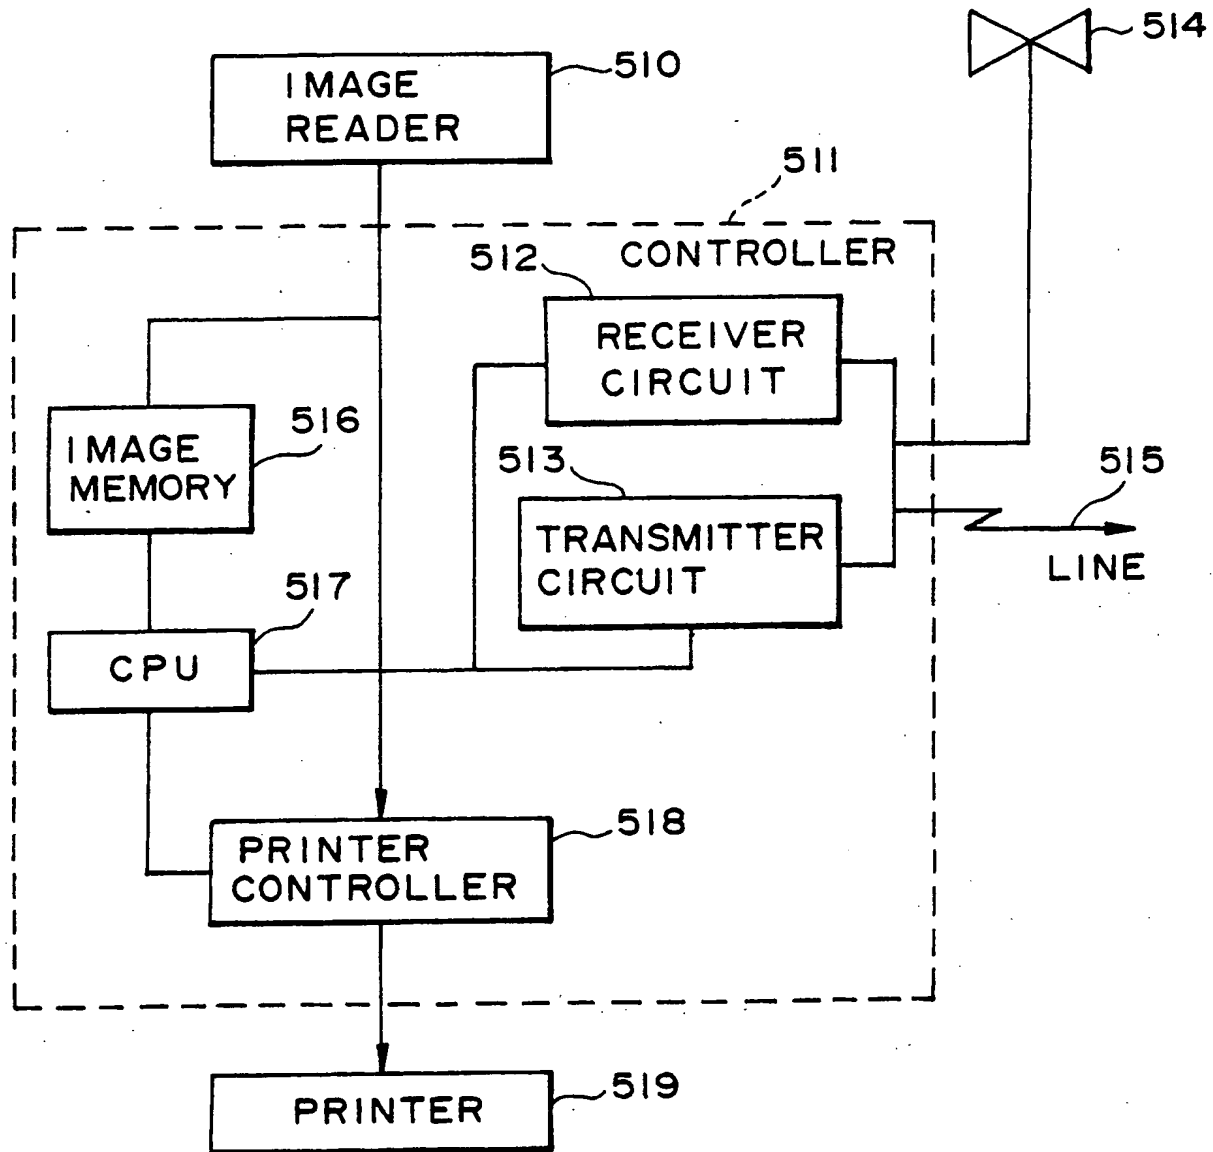 514
510
IMAGE
READER
511
CONTROLLER
512
RECEIVER
CIRCUIT
516
IMAGE
MEMORY
513
515
TRANSMITTER
CIRCUIT
LINE
517
CPU
518
PRINTER
CONTROLLER
519
PRINTER